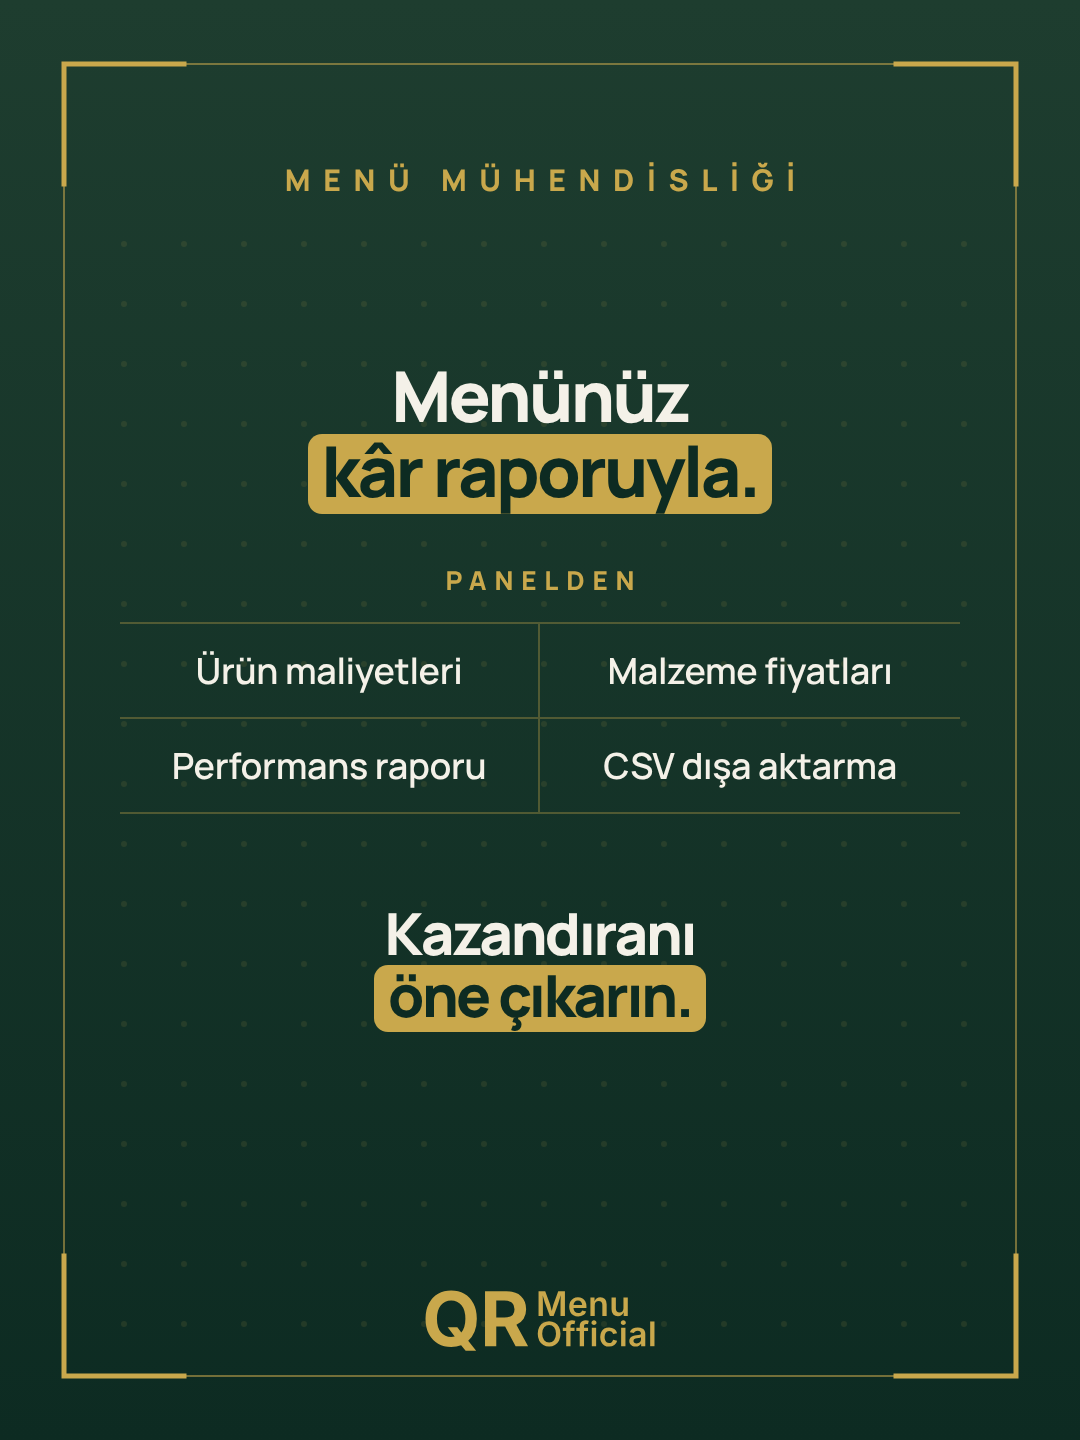 MENÜ MÜHENDİSLİĞİ
Menünüz
kâr raporuyla.
PANELDEN
Ürün maliyetleri
Malzeme fiyatları
Performans raporu
CSV dışa aktarma
Kazandıranı
öne çıkarın.
QR Menu
Official